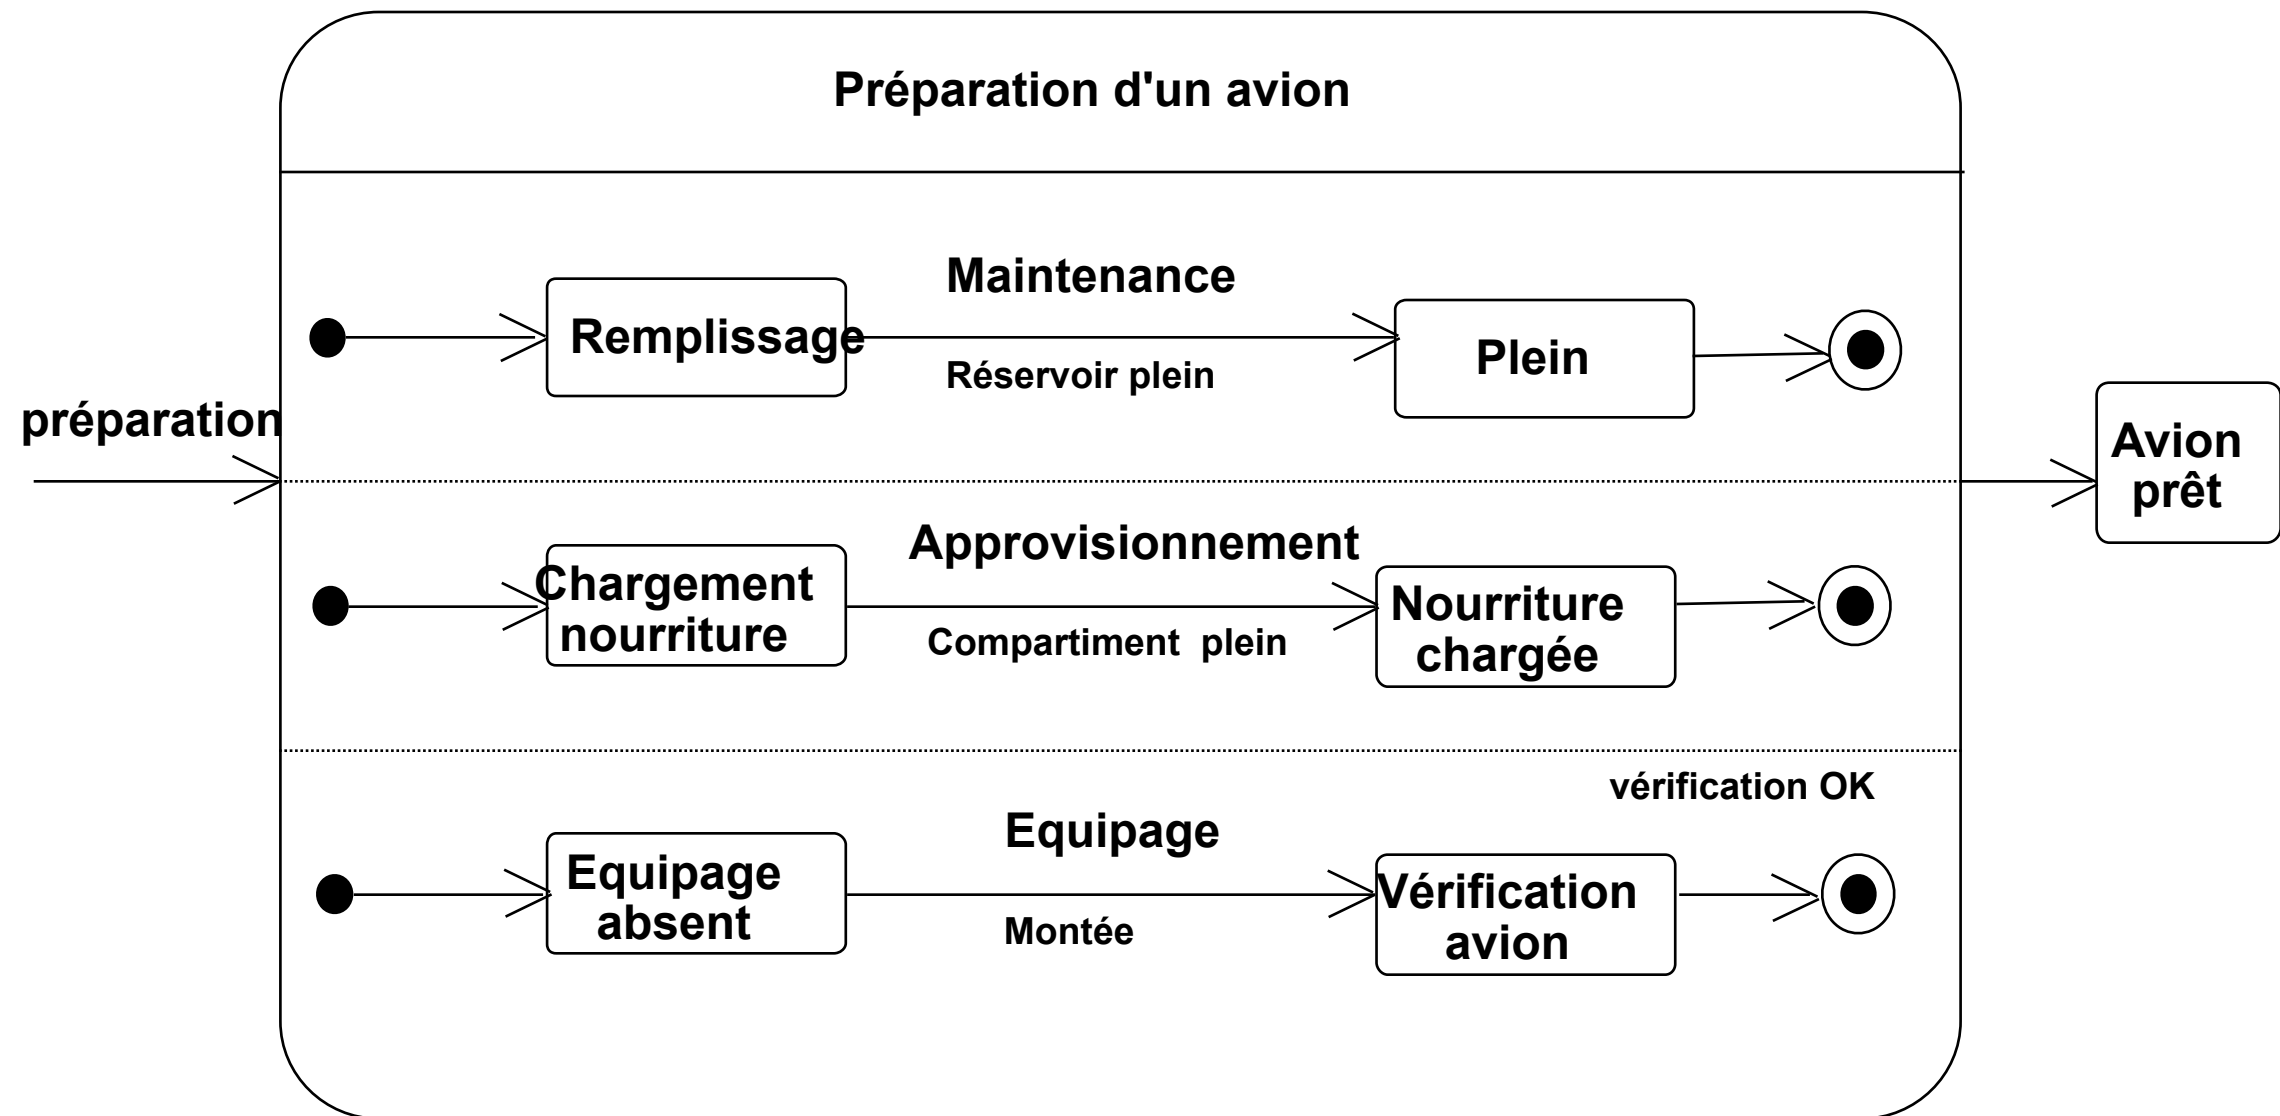 Préparation d'un avion
Maintenance
Remplissage
Réservoir plein
Plein
préparation
Avion
prêt
Approvisionnement
Chargement
nourriture
Compartiment plein
Nourriture
chargée
vérification OK
Equipage
Equipage
absent
Montée
Vérification
avion